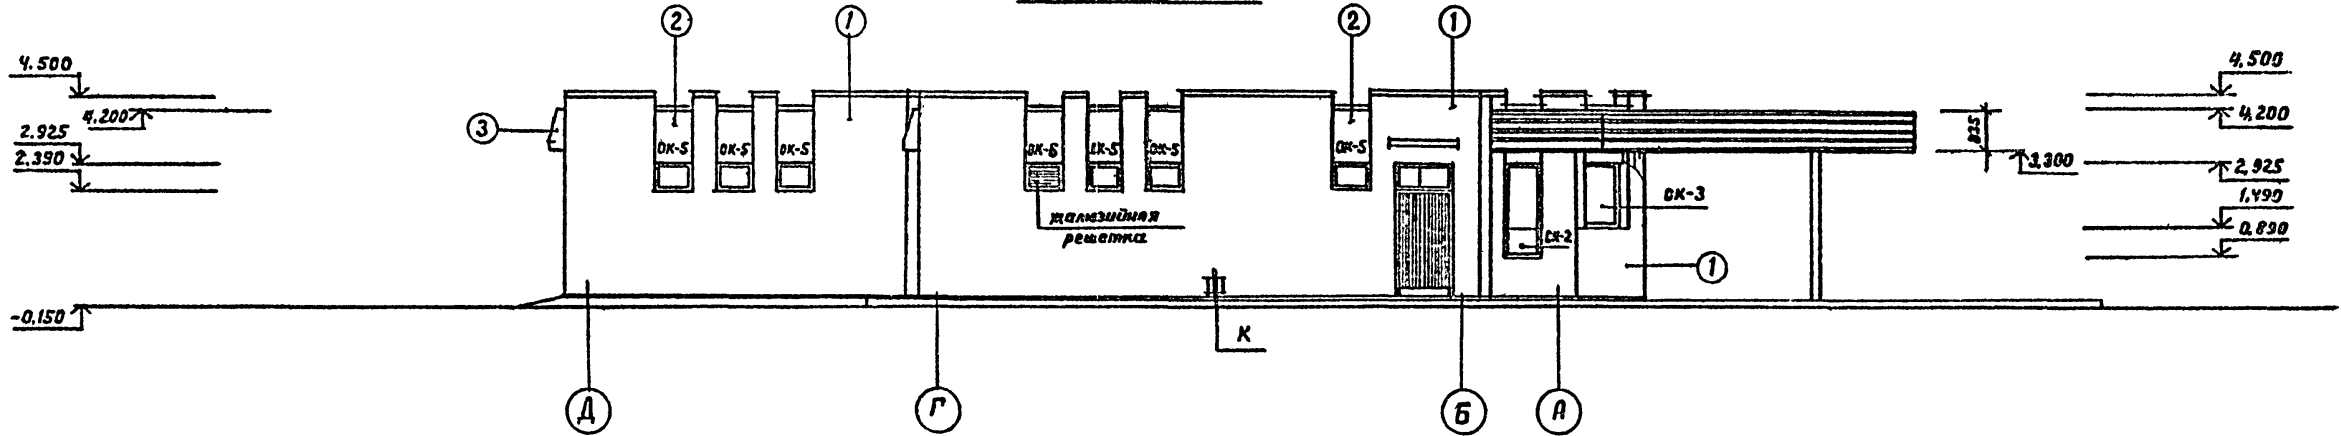 2
1
2
1
4.500
4.200
2.925
2.390
-0.150
3
ОК-5
ОК-5
ОК-5
ОК-Б
ОК-5
ОК-5
ОК-5
жалюзийная
решетка
ОК-2
ОК-3
1
К
835
3,300
4,500
4,200
2,925
1,490
0,890
Д
Г
Б
А